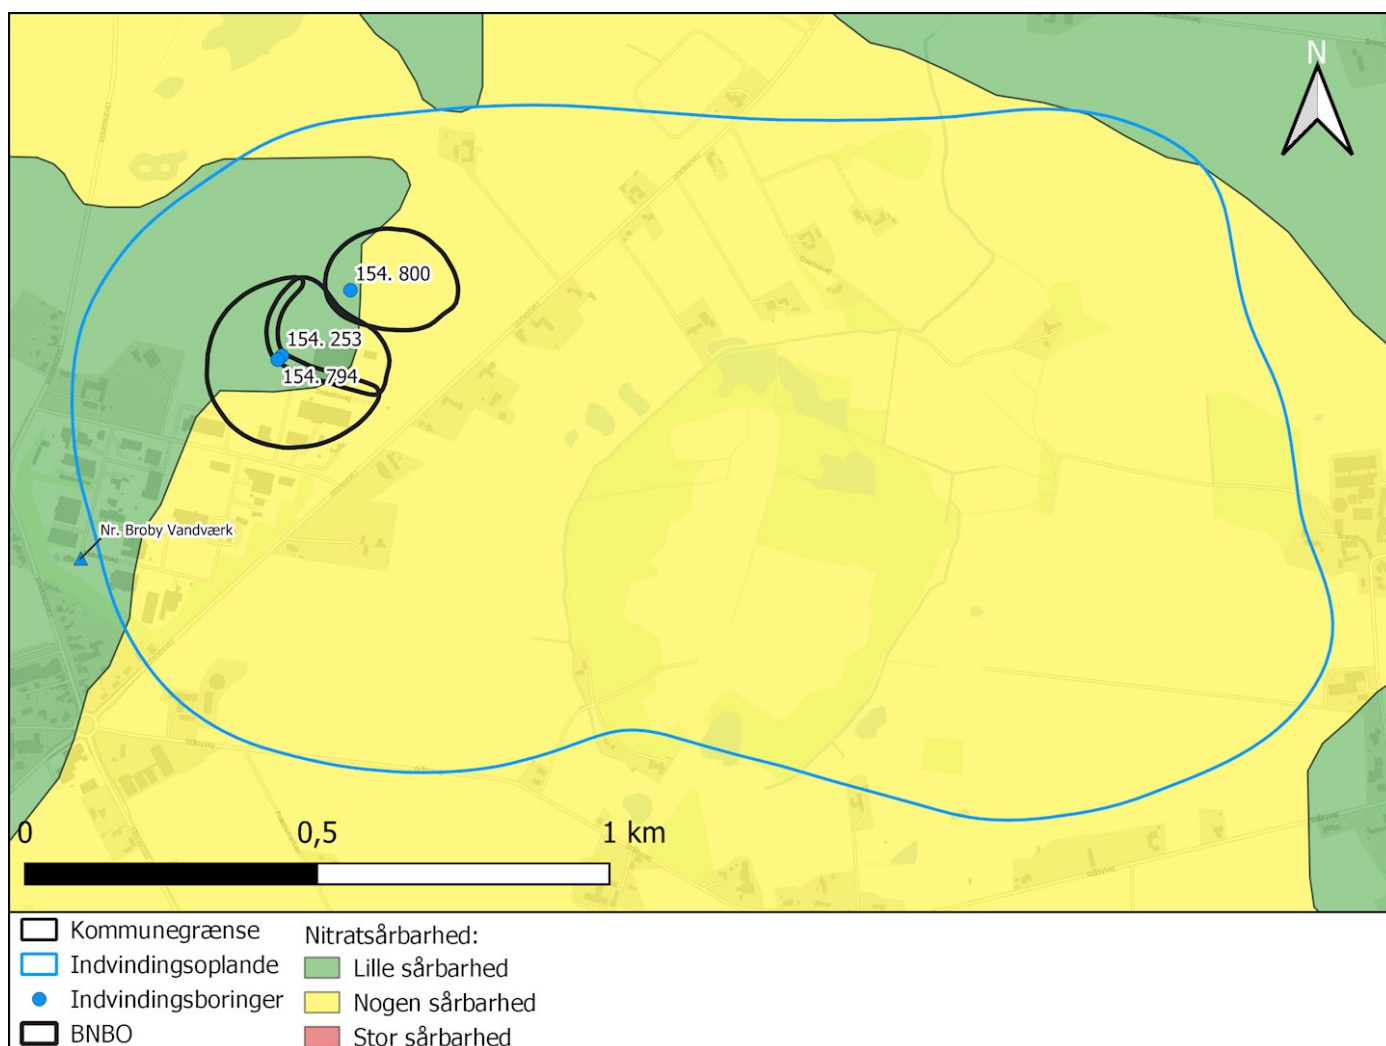 N
154. 800
154. 253
154. 794
Nr. Broby Vandværk
0 0,5 1 km
Kommunegrænse
Indvindingsoplande
Indvindingsboringer
BNBO
Nitratsårbarhed:
Lille sårbarhed
Nogen sårbarhed
Stor sårbarhed